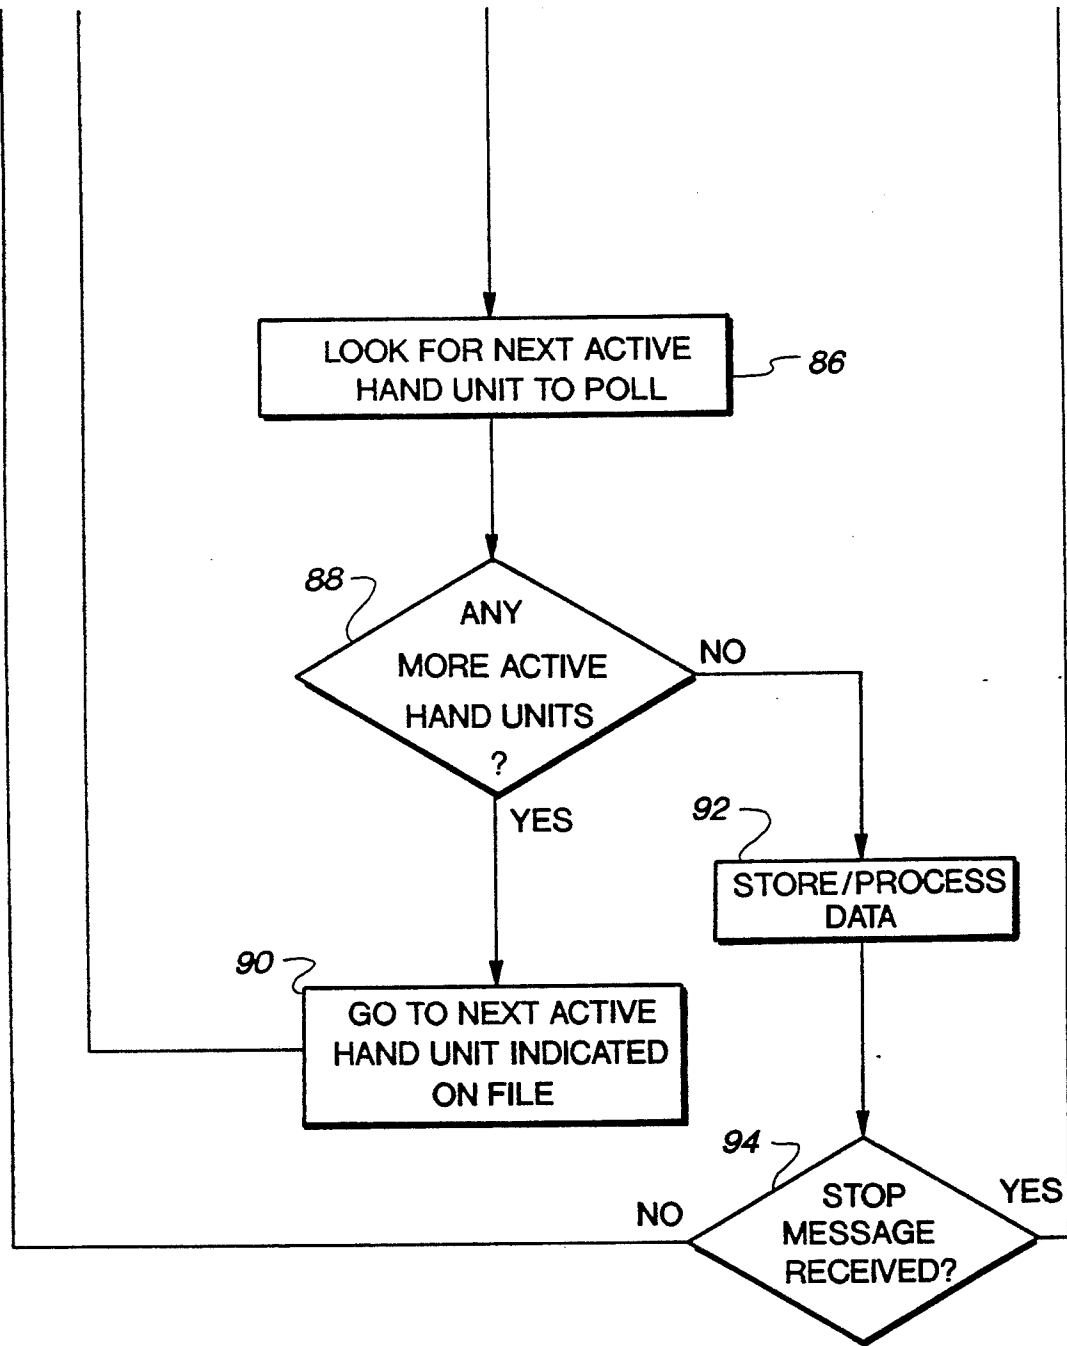 LOOK FOR NEXT ACTIVE
HAND UNIT TO POLL
86
88
ANY
MORE ACTIVE
HAND UNITS
?
NO
YES
92
STORE/PROCESS
DATA
90
GO TO NEXT ACTIVE
HAND UNIT INDICATED
ON FILE
94
STOP
MESSAGE
RECEIVED?
YES
NO